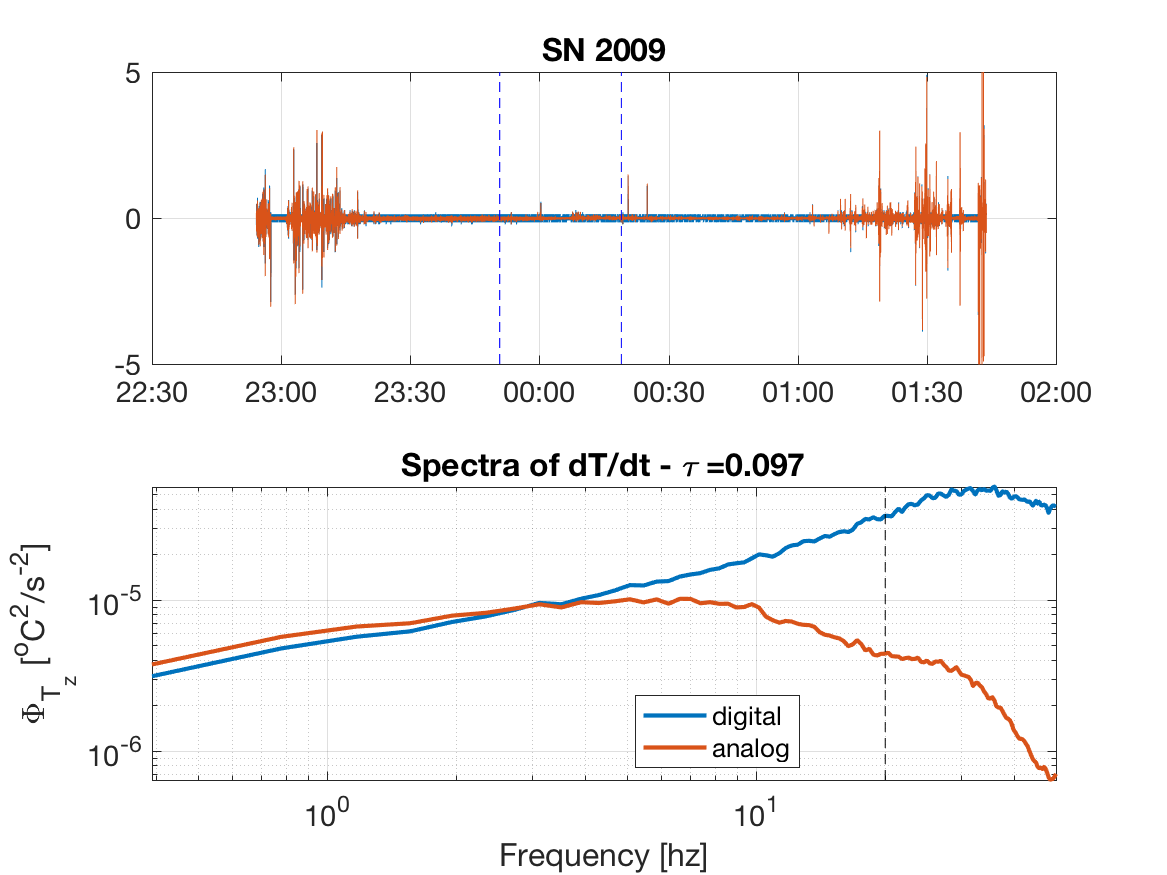 SN 2009
5
0
-5
22:30 23:00 23:30 00:00 00:30 01:00 01:30 02:00
Spectra of dT/dt - τ =0.097
Φ_{T_z} [^oC^2/s^{-2}]
10^{-5}
10^{-6}
digital
analog
10^0 10^1
Frequency [hz]